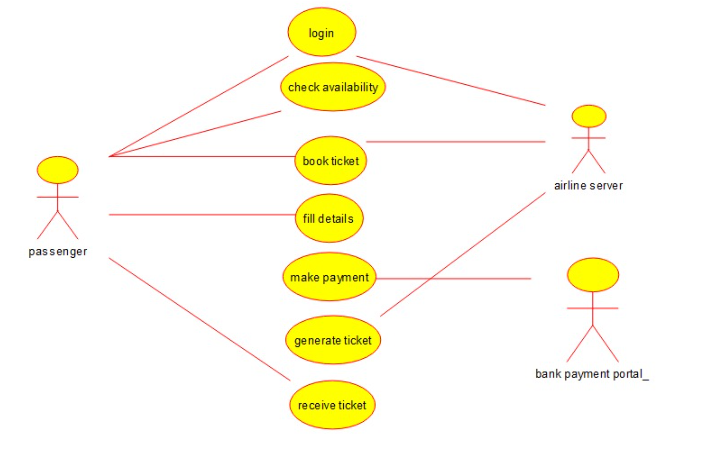 login
check availability
book ticket
airline server
fill details
passenger
make payment
generate ticket
bank payment portal_
receive ticket